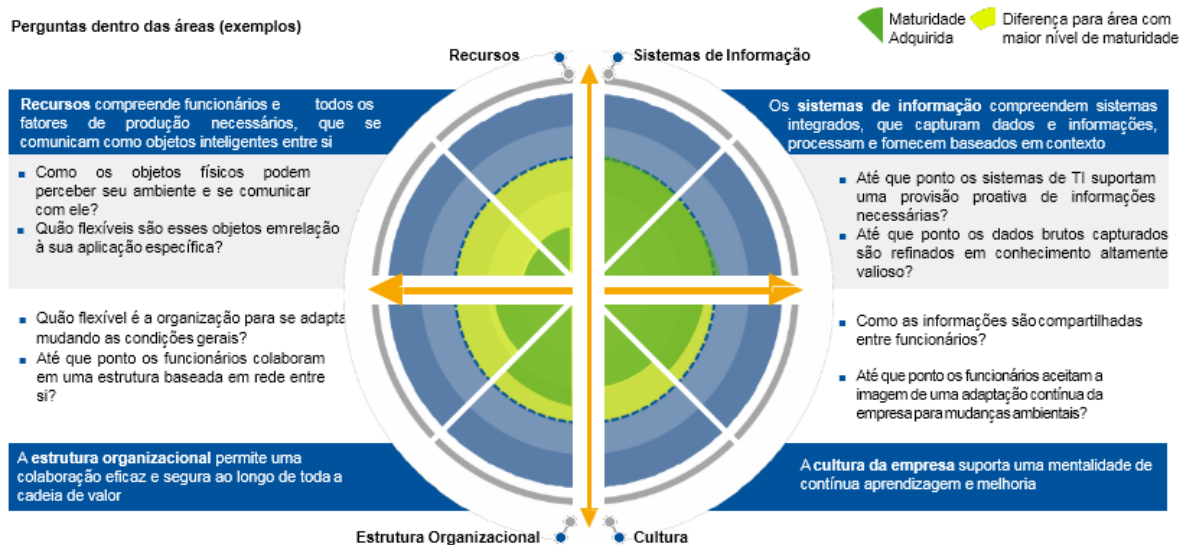 Perguntas dentro das áreas (exemplos)
Maturidade
Adquirida
Diferença para área com
maior nível de maturidade
Recursos
Sistemas de Informação
Recursos compreende funcionários e todos os
fatores de produção necessários, que se
comunicam como objetos inteligentes entre si
Como os objetos físicos podem
perceber seu ambiente e se comunicar
com ele?
Quão flexíveis são esses objetos emrelação
à sua aplicação específica?
Quão flexível é a organização para se adapta
mudando as condições gerais?
Até que ponto os funcionários colaboram
em uma estrutura baseada em rede entre
si?
A estrutura organizacional permite uma
colaboração eficaz e segura ao longo de toda a
cadeia de valor
Os sistemas de informação compreendem sistemas
integrados, que capturam dados e informações,
processam e fornecem baseados em contexto
Até que ponto os sistemas de TI suportam
uma provisão proativa de informações
necessárias?
Até que ponto os dados brutos capturados
são refinados em conhecimento altamente
valioso?
Como as informações são compartilhadas
entre funcionários?
Até que ponto os funcionários aceitam a
imagem de uma adaptação contínua da
empresa para mudanças ambientais?
A cultura da empresa suporta uma mentalidade de
contínua aprendizagem e melhoria
Estrutura Organizacional
Cultura